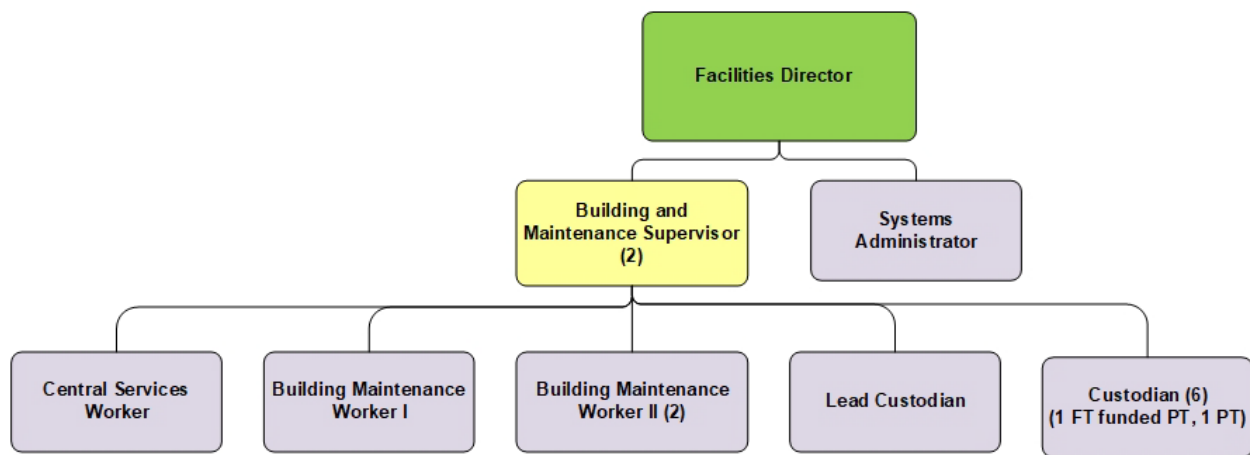 Facilities Director
Building and
Maintenance Supervisor
(2)
Systems
Administrator
Central Services
Worker
Building Maintenance
Worker I
Building Maintenance
Worker II (2)
Lead Custodian
Custodian (6)
(1 FT funded PT, 1 PT)